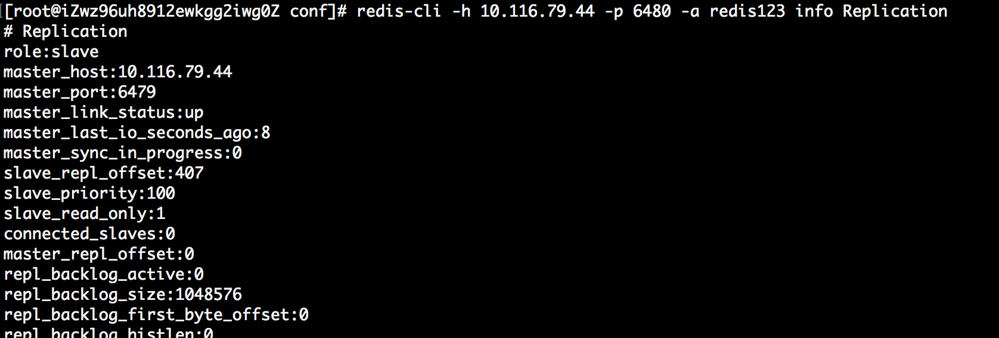 [root@iZwz96uh8912ewkgg2iwg0Z conf]# redis-cli -h 10.116.79.44 -p 6480 -a redis123 info Replication
# Replication
role:slave
master_host:10.116.79.44
master_port:6479
master_link_status:up
master_last_io_seconds_ago:8
master_sync_in_progress:0
slave_repl_offset:407
slave_priority:100
slave_read_only:1
connected_slaves:0
master_repl_offset:0
repl_backlog_active:0
repl_backlog_size:1048576
repl_backlog_first_byte_offset:0
repl_backlog_histlen:0